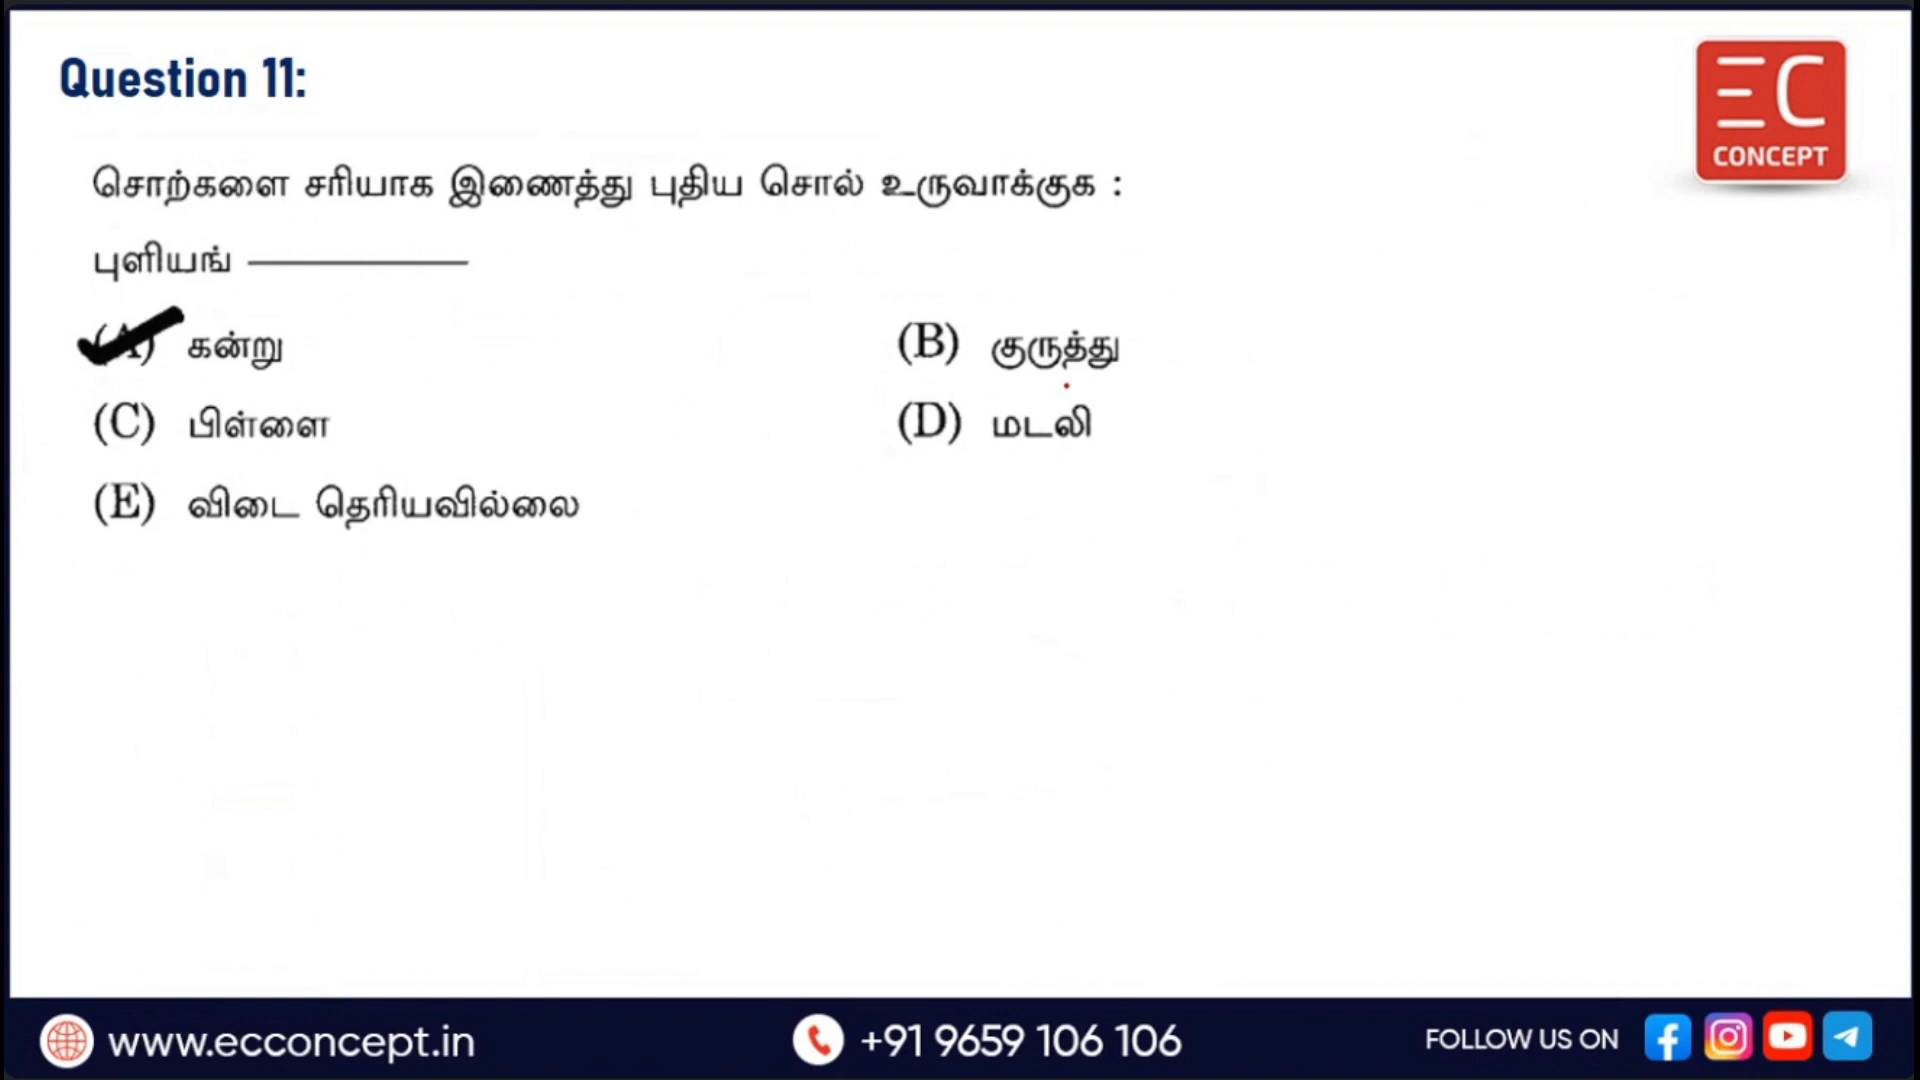 Question 11:
EC
CONCEPT
சொற்களை சரியாக இணைத்து புதிய சொல் உருவாக்குக :
புளியங் ————
(A) கன்று
(B) குருத்து
(C) பிள்ளை
(D) மடலி
(E) விடை தெரியவில்லை
www.ecconcept.in
+91 9659 106 106
FOLLOW US ON